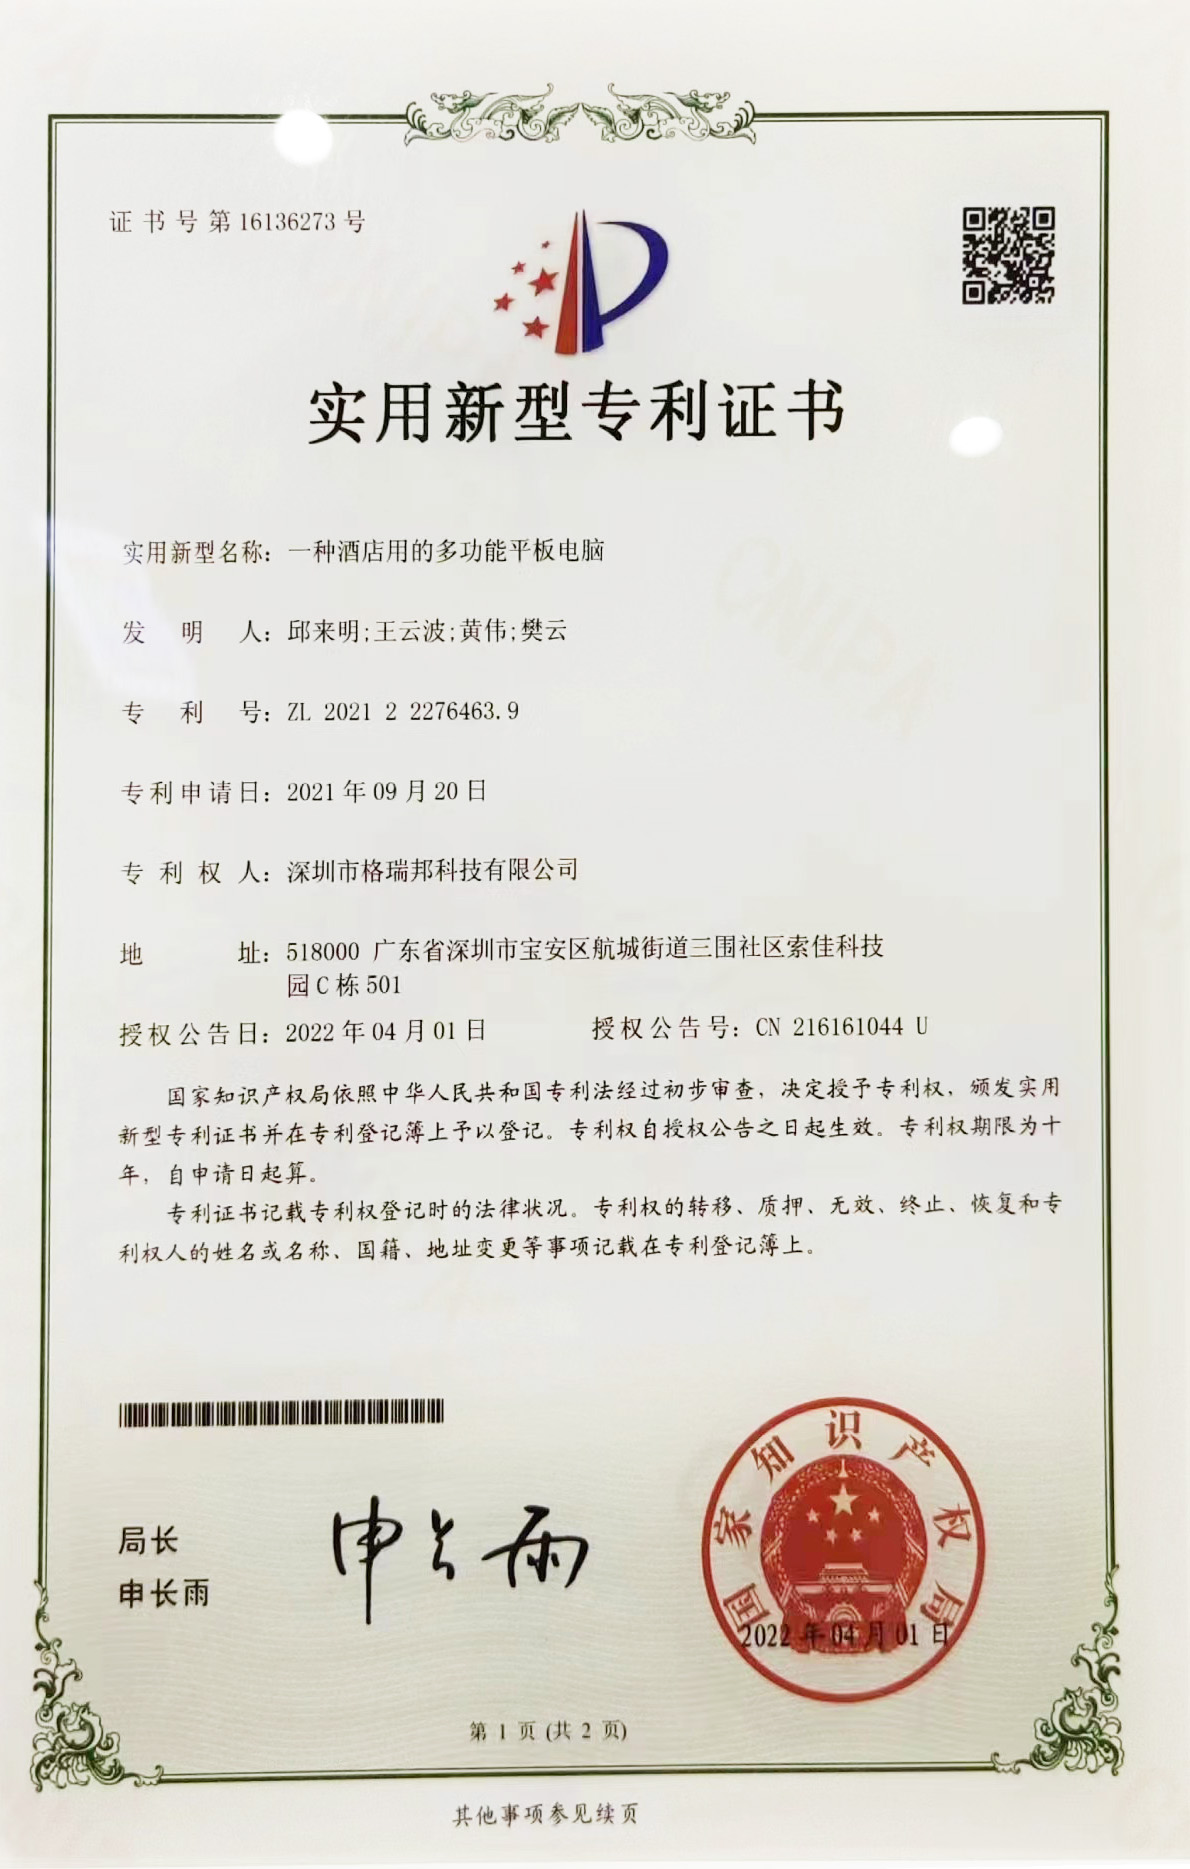 证书号第16136273号
实用新型专利证书
实用新型名称：一种酒店用的多功能平板电脑
发明人：邱来明;王云波;黄伟;樊云
专利号：ZL 2021 2 2276463.9
专利申请日：2021年09月20日
专利权人：深圳市格瑞邦科技有限公司
地址：518000 广东省深圳市宝安区航城街道三围社区索佳科技
园C栋501
授权公告日：2022年04月01日 授权公告号：CN 216161044 U
国家知识产权局依照中华人民共和国专利法经过初步审查，决定授予专利权，颁发实用
新型专利证书并在专利登记簿上予以登记。专利权自授权公告之日起生效。专利权期限为十
年，自申请日起算。
专利证书记载专利权登记时的法律状况。专利权的转移、质押、无效、终止、恢复和专
利权人的姓名或名称、国籍、地址变更等事项记载在专利登记簿上。
局长
申长雨
申长雨
国家知识产权局
2022年04月01日
第 1 页 (共 2 页)
其他事项参见续页
CNIPA